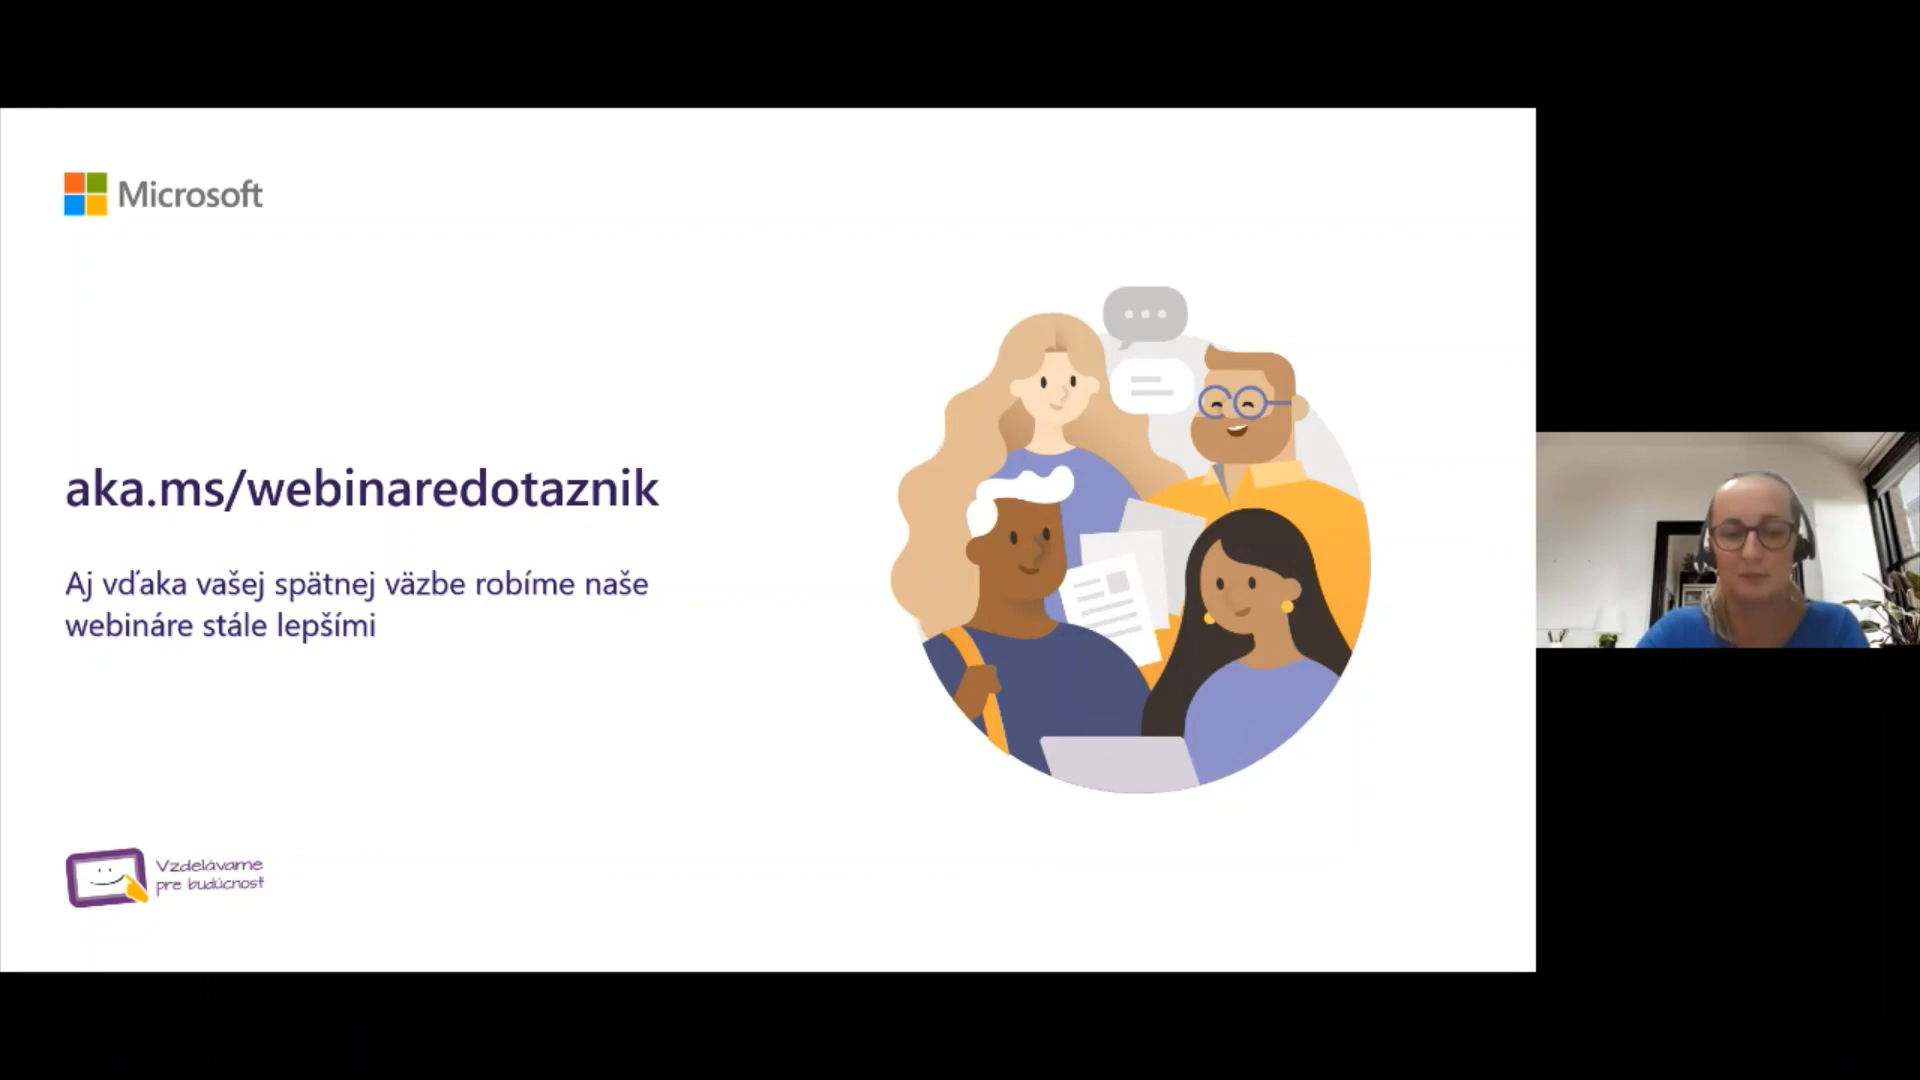 Microsoft
aka.ms/webinaredotaznik
Aj vďaka vašej spätnej väzbe robíme naše
webináre stále lepšími
Vzdelávame
pre budúcnosť